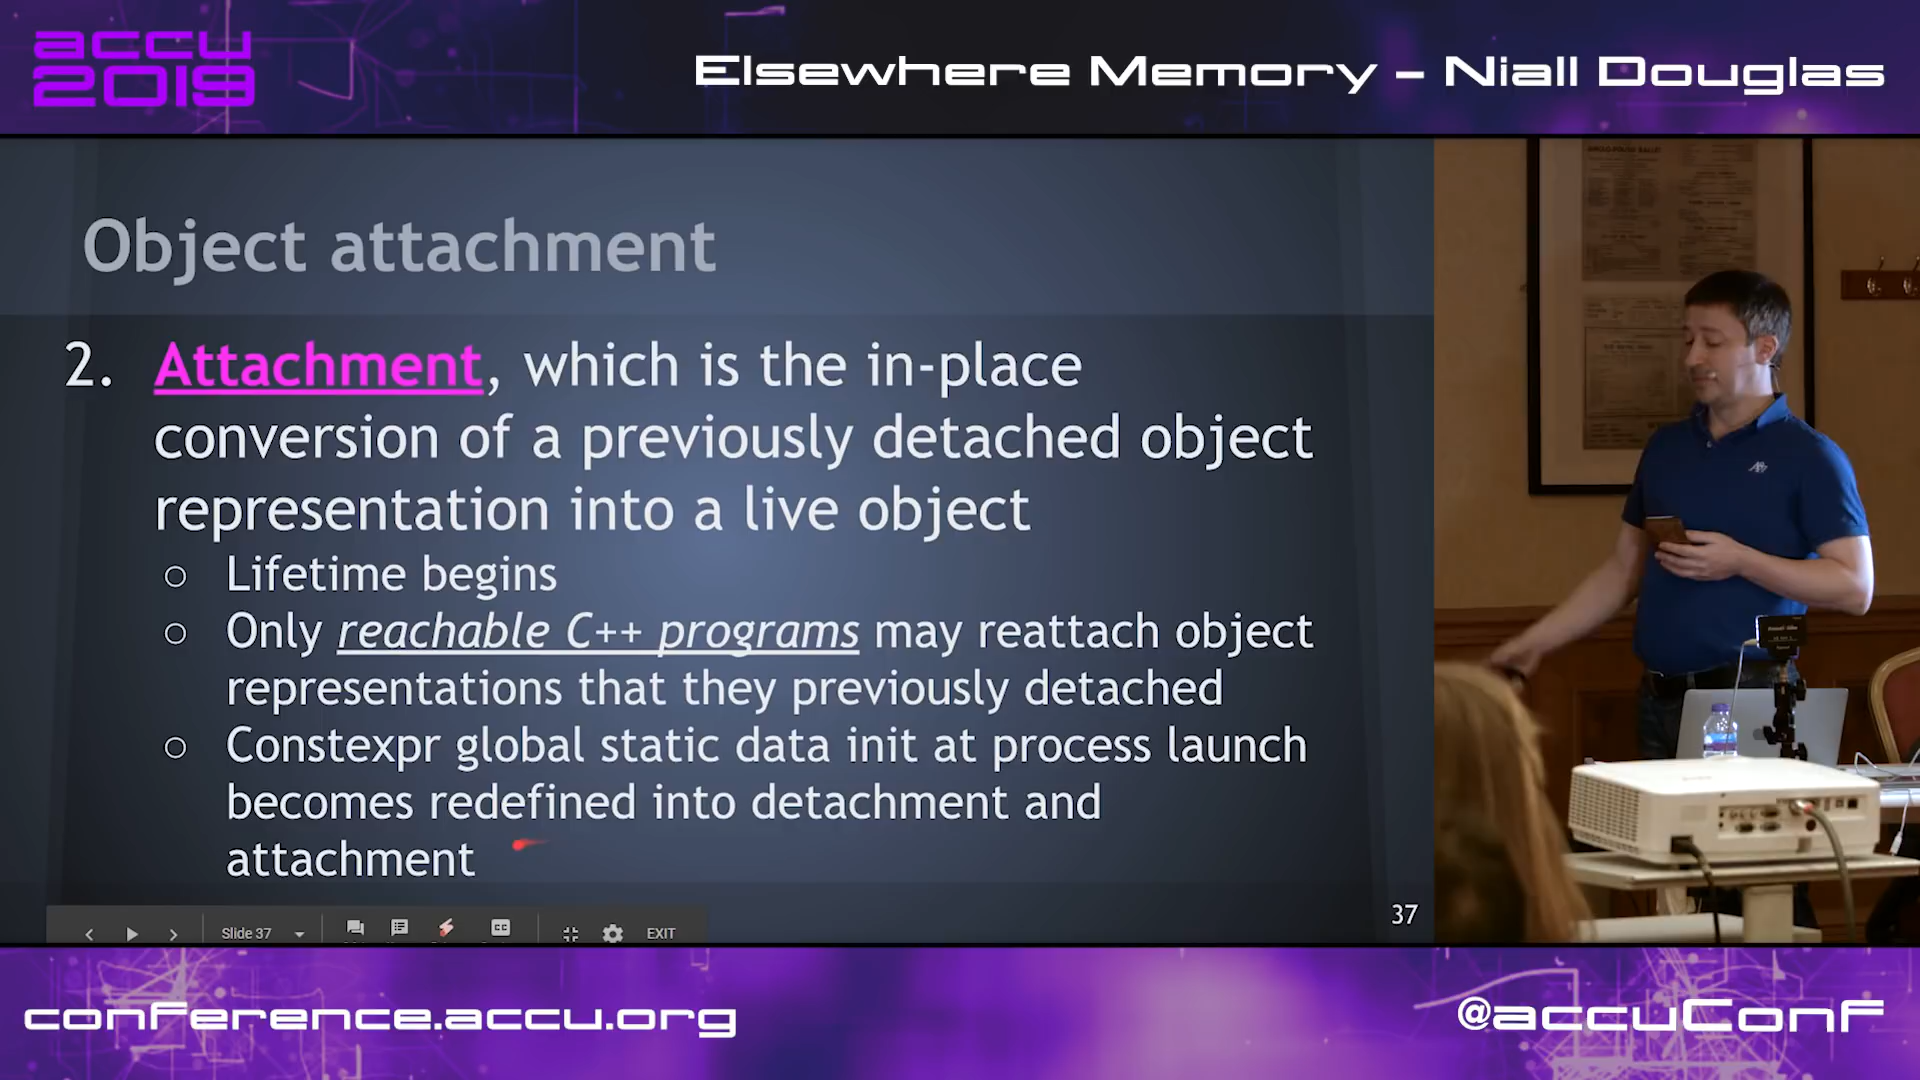 accu
2019
Elsewhere Memory – Niall Douglas
Object attachment
2. Attachment, which is the in-place
conversion of a previously detached object
representation into a live object
○ Lifetime begins
○ Only reachable C++ programs may reattach object
representations that they previously detached
○ Constexpr global static data init at process launch
becomes redefined into detachment and
attachment
Slide 37
CC
EXIT
37
conference.accu.org
@accuConf